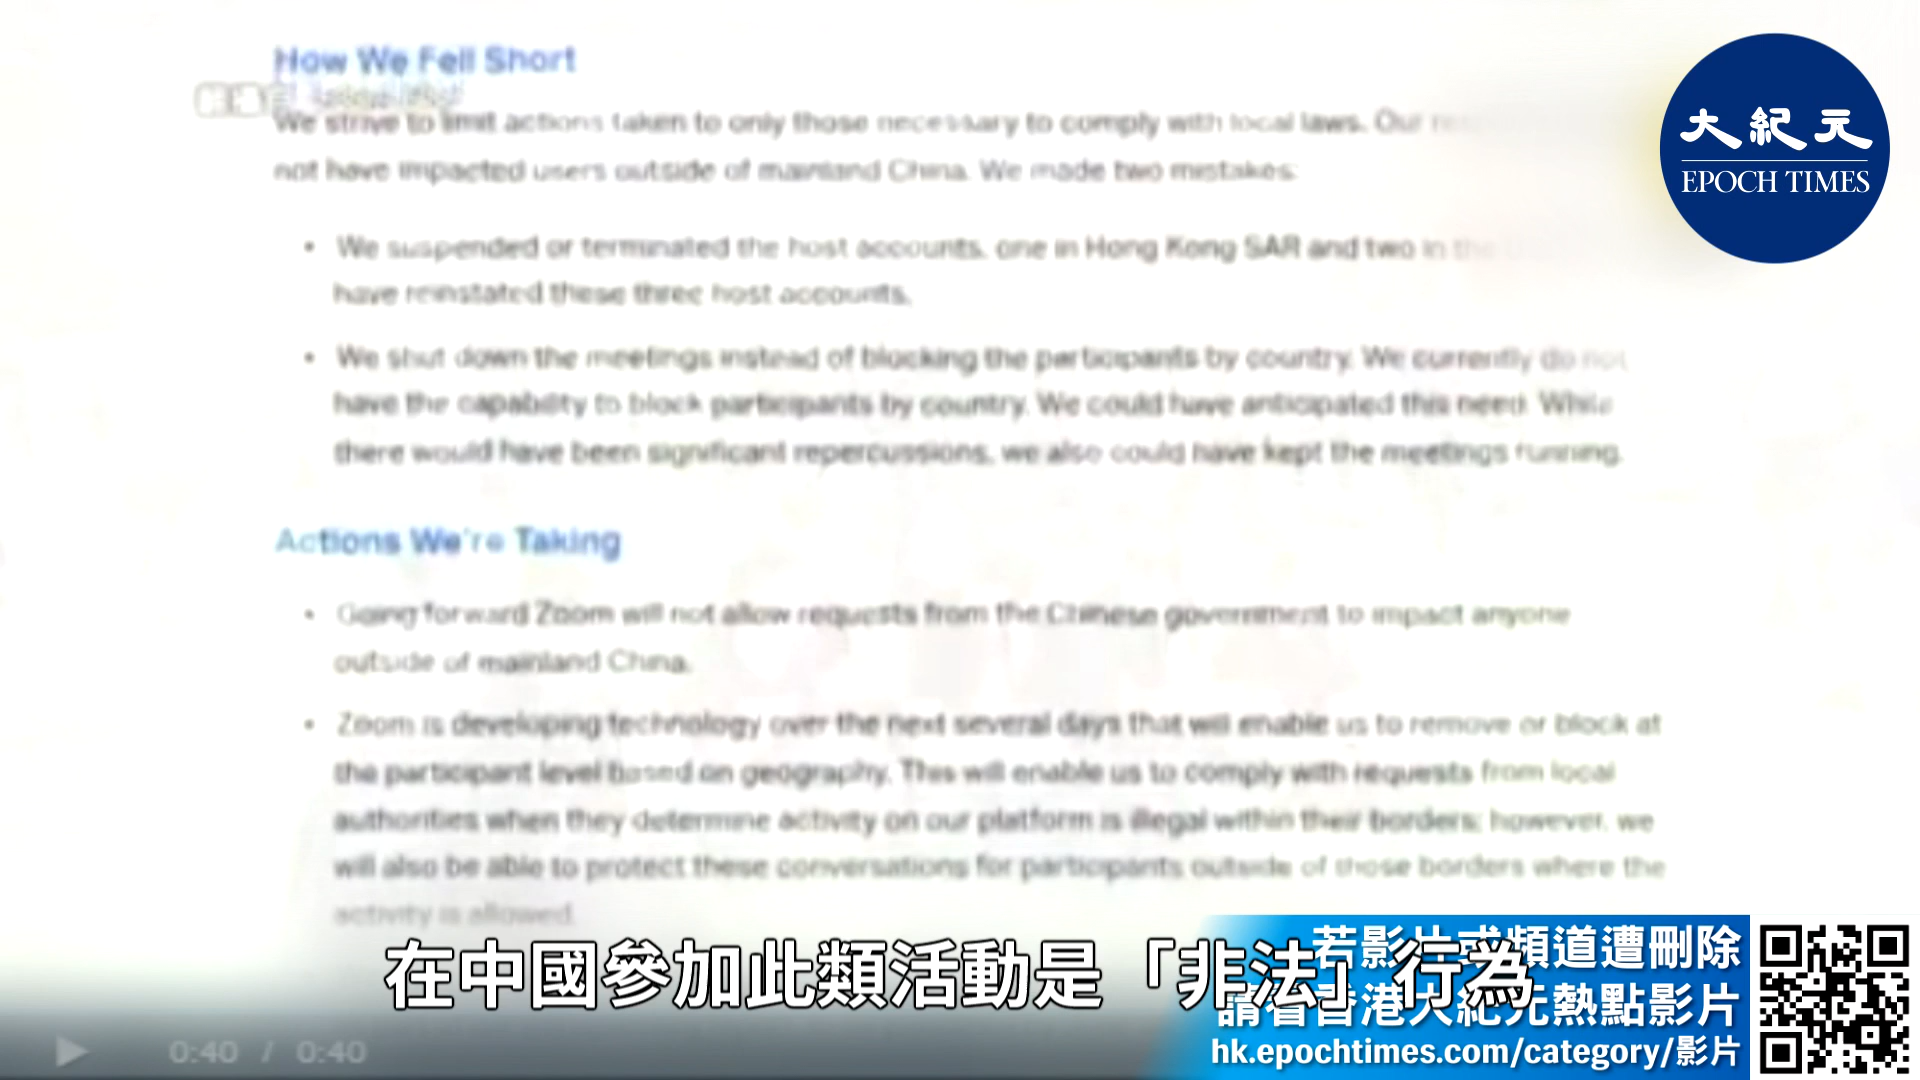 How We Fell Short
We strive to limit actions taken to only those necessary to comply with local laws. Our
not have impacted users outside of mainland China. We made two mistakes:
• We suspended or terminated the host accounts, one in Hong Kong SAR and two in the
have reinstated these three host accounts.
• We shut down the meetings instead of blocking the participants by country. We currently do not
have the capability to block participants by country. We could have anticipated this need. While
there would have been significant repercussions, we also could have kept the meetings running.
Actions We're Taking
• Going forward Zoom will not allow requests from the Chinese government to impact anyone
outside of mainland China.
• Zoom is developing technology over the next several days that will enable us to remove or block at
the participant level based on geography. This will enable us to comply with requests from local
authorities when they determine activity on our platform is illegal within their borders; however, we
will also be able to protect these conversations for participants outside of those borders where the
activity is allowed.
大紀元
EPOCH TIMES
在中國參加此類活動是「非法」行為
若影片或頻道遭刪除
請看香港大紀元熱點影片
hk.epochtimes.com/category/影片
0:40 / 0:40